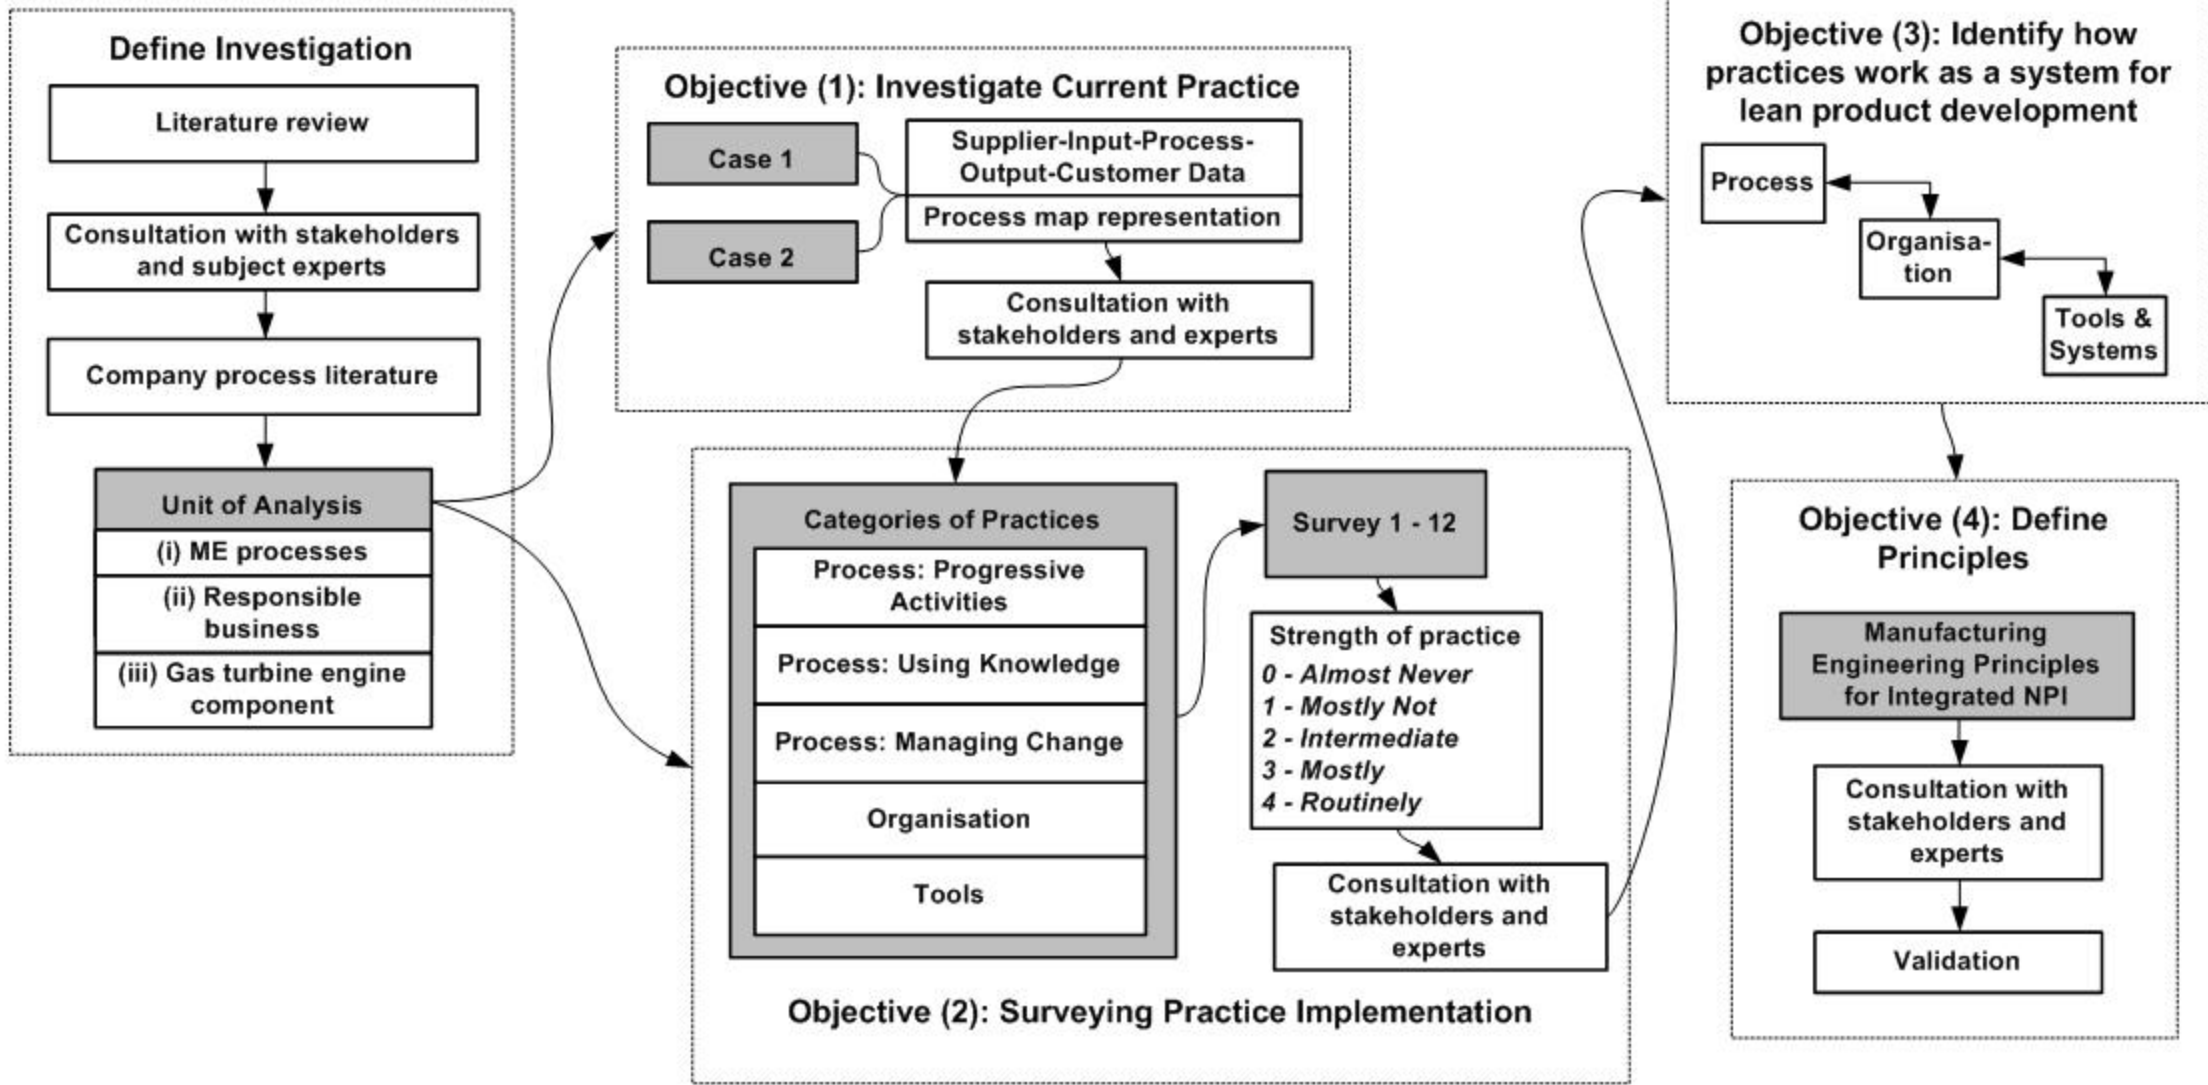 Define Investigation
Literature review
Consultation with stakeholders
and subject experts
Company process literature
Unit of Analysis
(i) ME processes
(ii) Responsible
business
(iii) Gas turbine engine
component
Objective (1): Investigate Current Practice
Case 1
Case 2
Supplier-Input-Process-
Output-Customer Data
Process map representation
Consultation with
stakeholders and experts
Categories of Practices
Process: Progressive
Activities
Process: Using Knowledge
Process: Managing Change
Organisation
Tools
Survey 1 - 12
Strength of practice
0 - Almost Never
1 - Mostly Not
2 - Intermediate
3 - Mostly
4 - Routinely
Consultation with
stakeholders and
experts
Objective (2): Surveying Practice Implementation
Objective (3): Identify how
practices work as a system for
lean product development
Process
Organisa-
tion
Tools &
Systems
Objective (4): Define
Principles
Manufacturing
Engineering Principles
for Integrated NPI
Consultation with
stakeholders and
experts
Validation